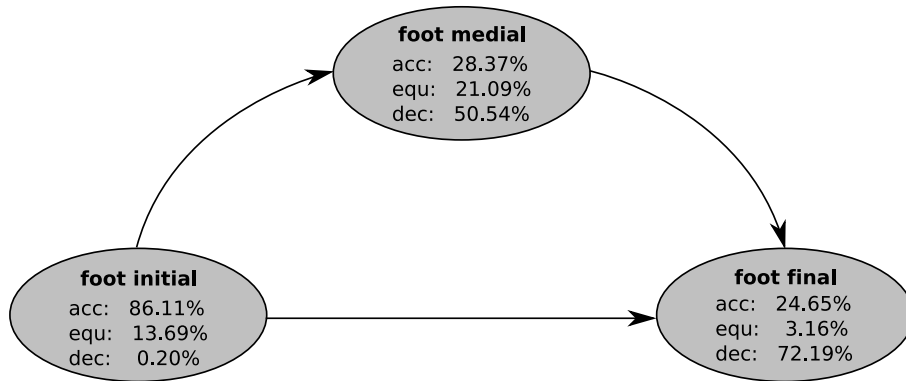 foot medial
acc: 28.37%
equ: 21.09%
dec: 50.54%
foot initial
acc: 86.11%
equ: 13.69%
dec: 0.20%
foot final
acc: 24.65%
equ: 3.16%
dec: 72.19%